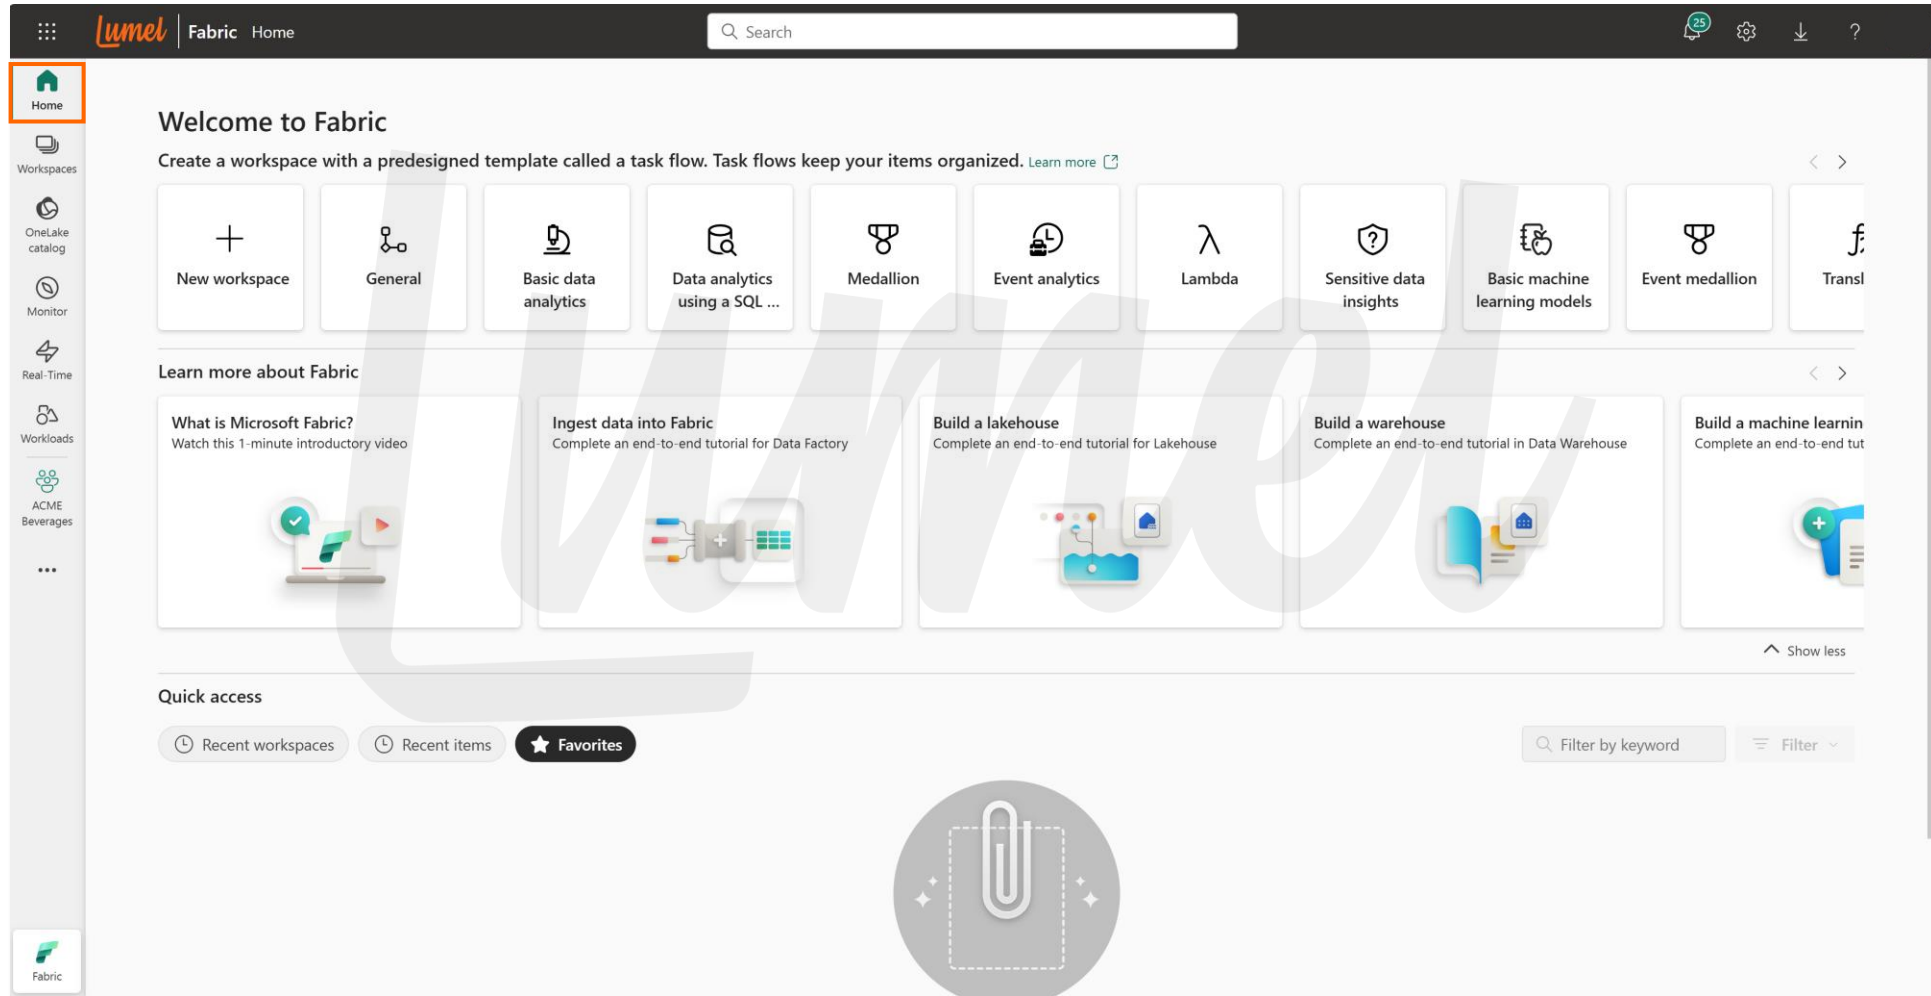 Lumel Fabric Home
Search
25
?
Home
Workspaces
OneLake
catalog
Monitor
Real-Time
Workloads
ACME
Beverages
Fabric
Welcome to Fabric
Create a workspace with a predesigned template called a task flow. Task flows keep your items organized. Learn more
New workspace
General
Basic data
analytics
Data analytics
using a SQL ...
Medallion
Event analytics
λ
Lambda
?
Sensitive data
insights
Basic machine
learning models
Event medallion
Transl
Learn more about Fabric
What is Microsoft Fabric?
Watch this 1-minute introductory video
Ingest data into Fabric
Complete an end-to-end tutorial for Data Factory
Build a lakehouse
Complete an end-to-end tutorial for Lakehouse
Build a warehouse
Complete an end-to-end tutorial in Data Warehouse
Build a machine learnin
Complete an end-to-end tut
Lumel
Show less
Quick access
Recent workspaces
Recent items
Favorites
Filter by keyword
Filter